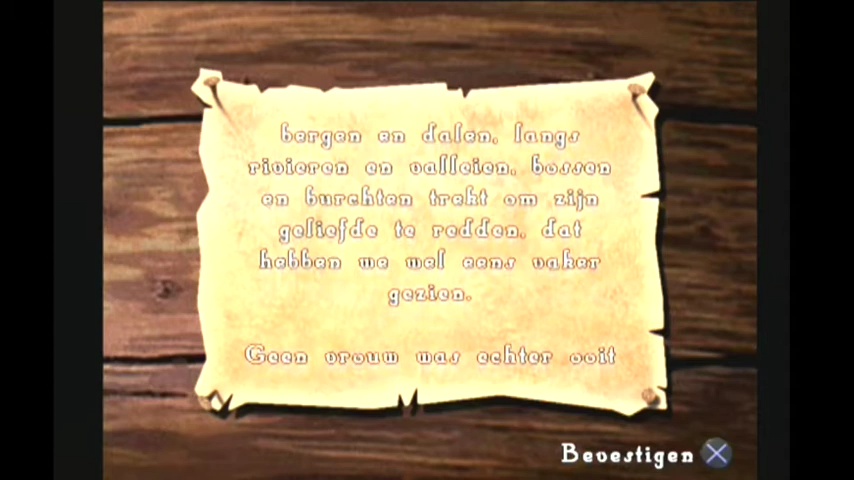 bergen en dalen, langs
rivieren en valleien, bossen
en burchten trekt om zijn
geliefde te redden, dat
hebben we wel eens vaker
gezien.
Geen vrouw was echter ooit
Bevestigen